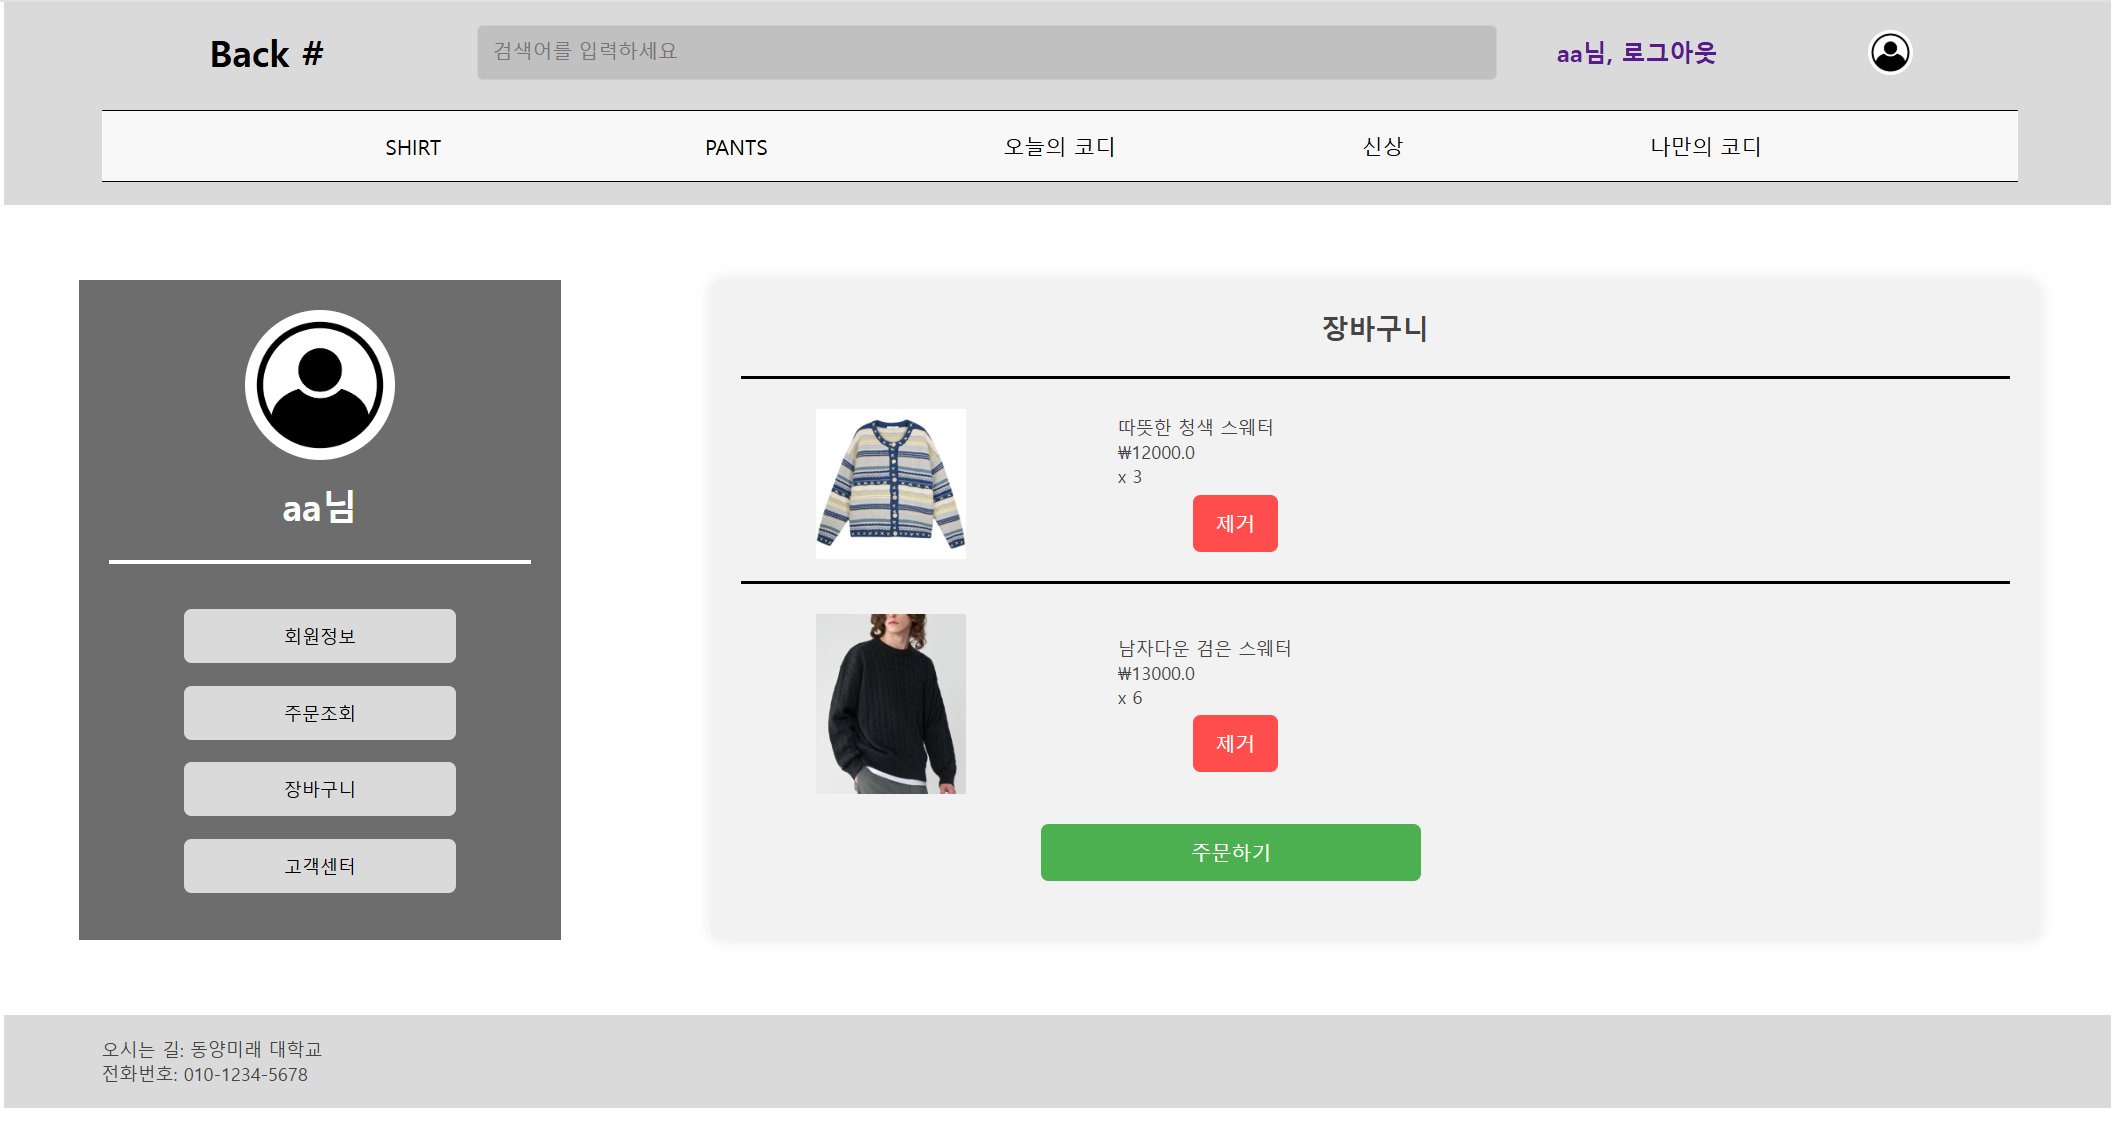 Back #
검색어를 입력하세요
aa님, 로그아웃
SHIRT
PANTS
오늘의 코디
신상
나만의 코디
aa님
회원정보
주문조회
장바구니
고객센터
장바구니
따뜻한 청색 스웨터
₩12000.0
x 3
제거
남자다운 검은 스웨터
₩13000.0
x 6
제거
주문하기
오시는 길: 동양미래 대학교
전화번호: 010-1234-5678